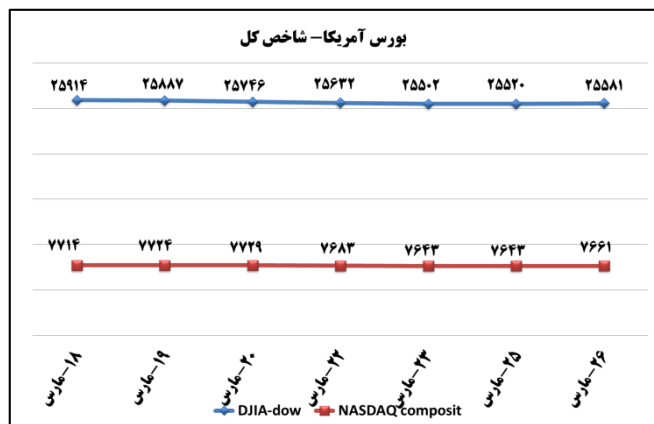 بورس آمریکا– شاخص کل
۲۵۹۱۴ ۲۵۸۸۷ ۲۵۷۴۶ ۲۵۶۳۲ ۲۵۵۰۲ ۲۵۵۲۰ ۲۵۵۸۱
۷۷۱۴ ۷۷۲۴ ۷۷۲۹ ۷۶۸۳ ۷۶۴۳ ۷۶۴۳ ۷۶۶۱
۱۸-مارس ۱۹-مارس ۲۰-مارس ۲۲-مارس ۲۳-مارس ۲۵-مارس ۲۶-مارس
DJIA-dow NASDAQ composit